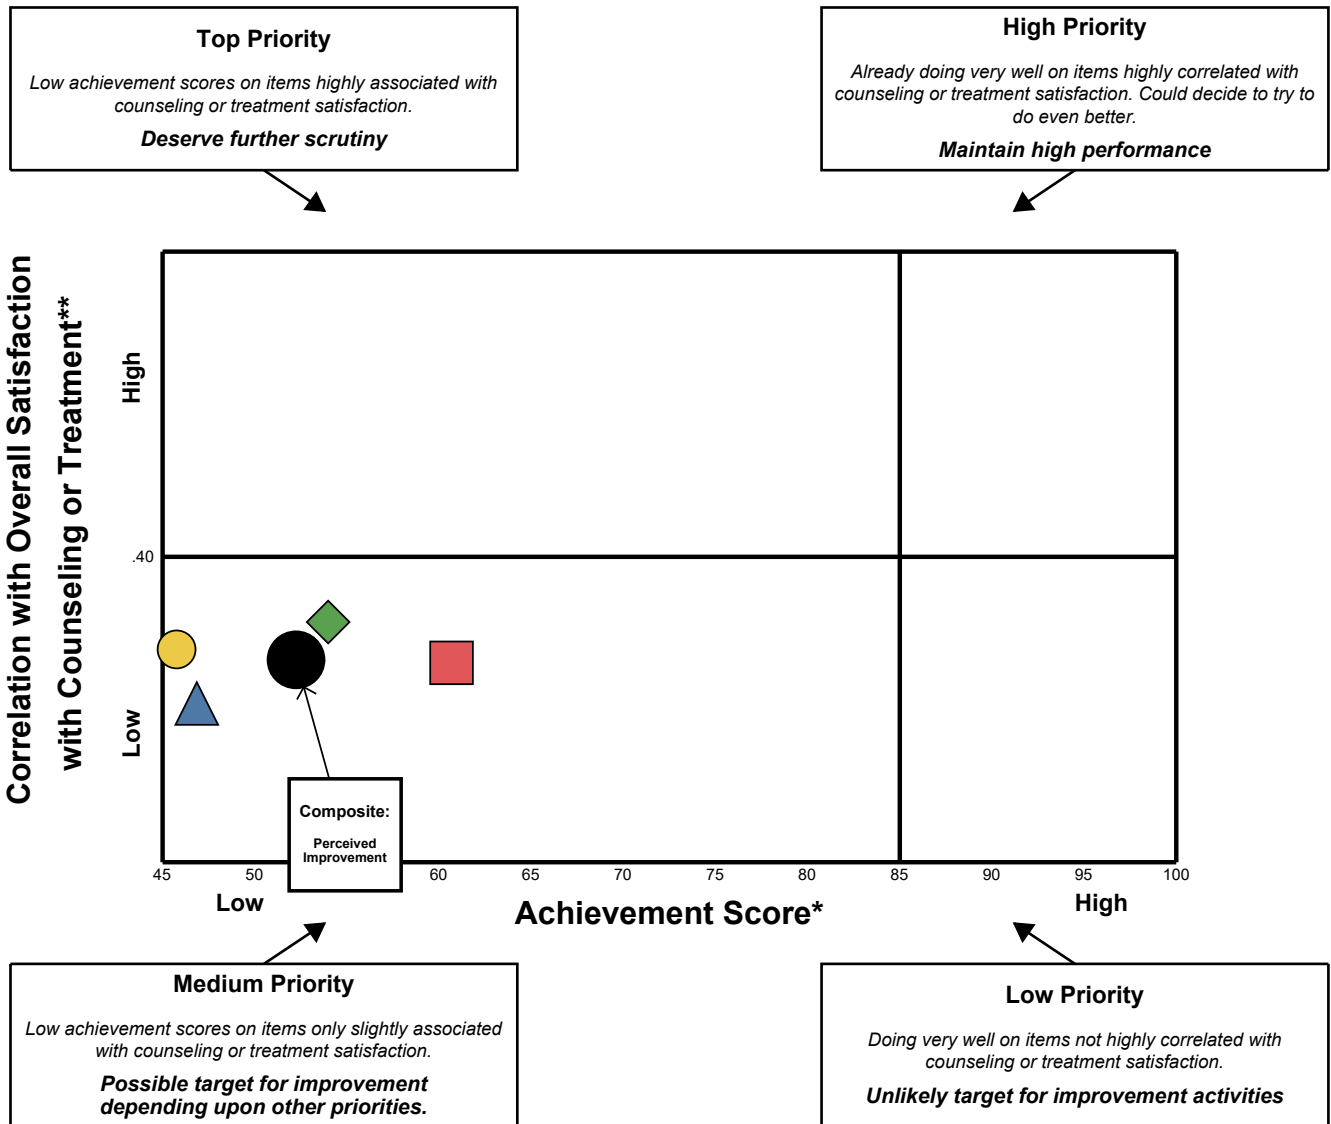 Top Priority
Low achievement scores on items highly associated with
counseling or treatment satisfaction.
Deserve further scrutiny
High Priority
Already doing very well on items highly correlated with
counseling or treatment satisfaction. Could decide to try to
do even better.
Maintain high performance
Correlation with Overall Satisfaction
with Counseling or Treatment**
High
.40
Low
Composite:
Perceived
Improvement
45
50
60
65
70
75
80
85
90
95
100
Low
Achievement Score*
High
Medium Priority
Low achievement scores on items only slightly associated
with counseling or treatment satisfaction.
Possible target for improvement
depending upon other priorities.
Low Priority
Doing very well on items not highly correlated with
counseling or treatment satisfaction.
Unlikely target for improvement activities